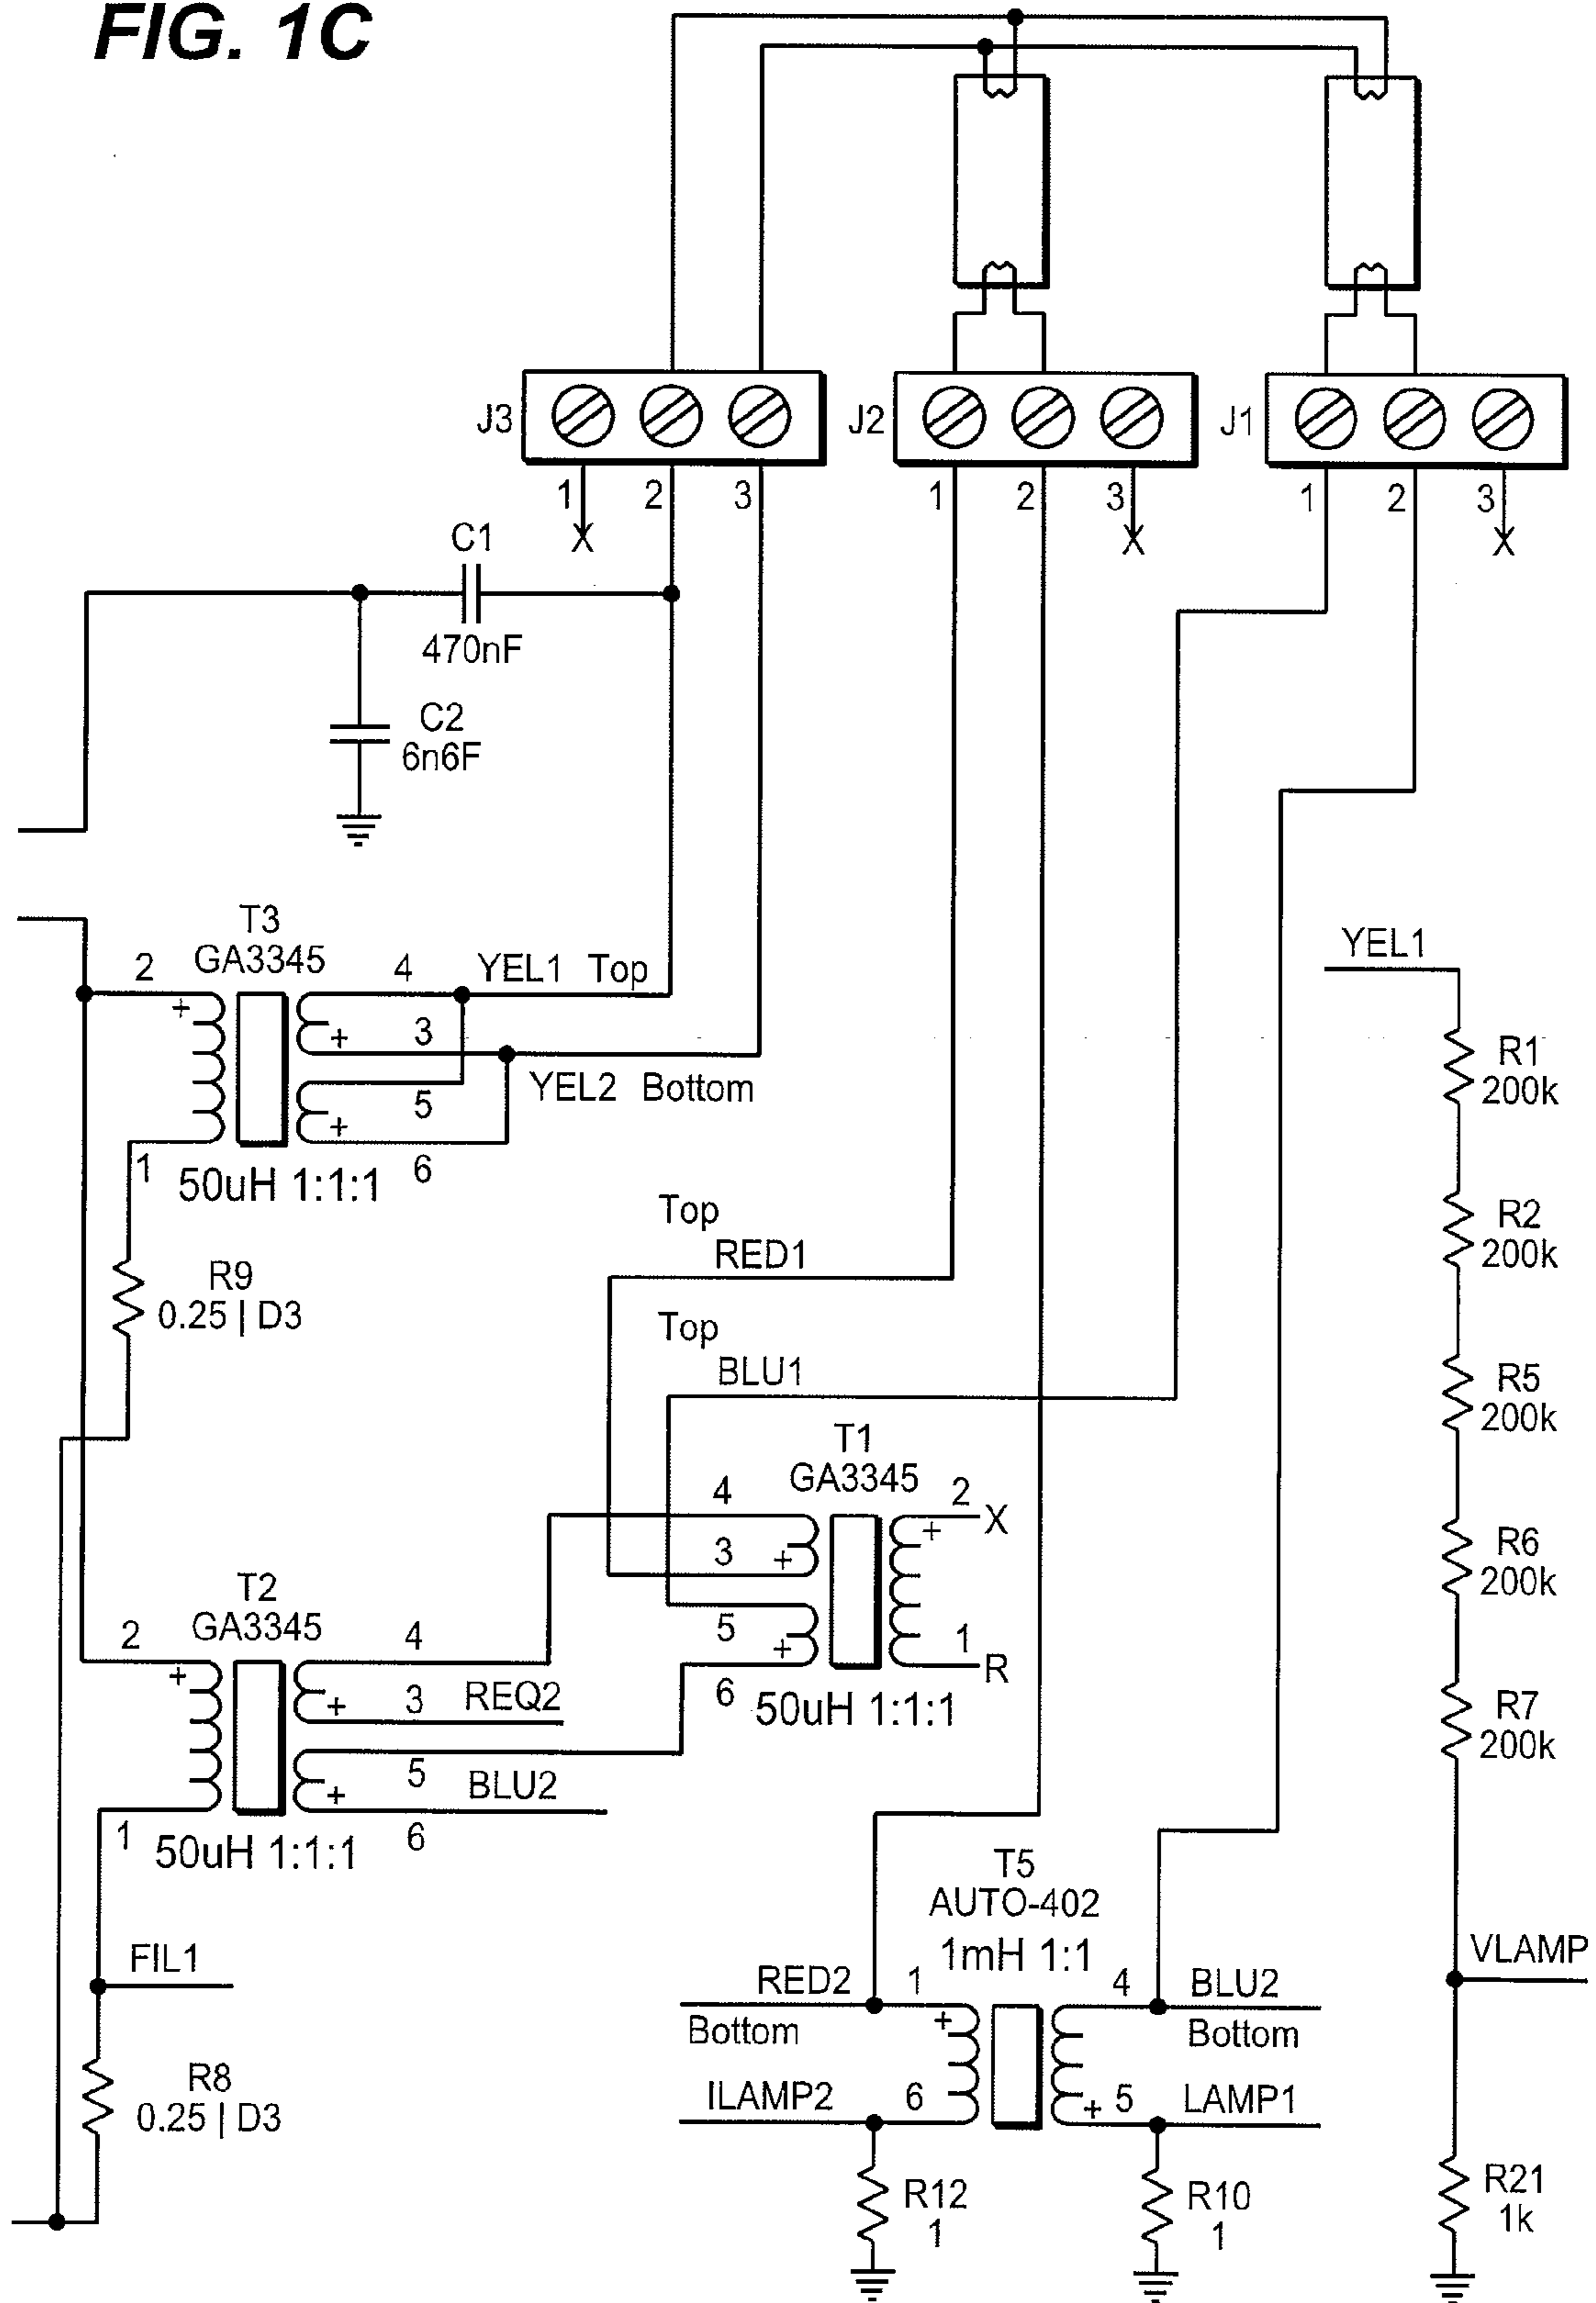 FIG. 1C
J3
J2
J1
1 2 3
1 2 3
1 2 3
X
X
X
C1
470nF
C2
6n6F
T3
GA3345
2
4
YEL1 Top
+
3
+
YEL2 Bottom
5
+
1
6
50uH 1:1:1
YEL1
R1
200k
R2
200k
R5
200k
R6
200k
R7
200k
R9
0.25 | D3
Top
RED1
Top
BLU1
T1
GA3345
4
2
X
+
3
+
5
+
1
R
6
50uH 1:1:1
T2
GA3345
2
4
+
3
REQ2
+
5
BLU2
+
1
6
50uH 1:1:1
FIL1
R8
0.25 | D3
T5
AUTO-402
1mH 1:1
RED2
1
4
BLU2
Bottom
+
Bottom
ILAMP2
6
+
5
LAMP1
R12
1
R10
1
VLAMP
R21
1k